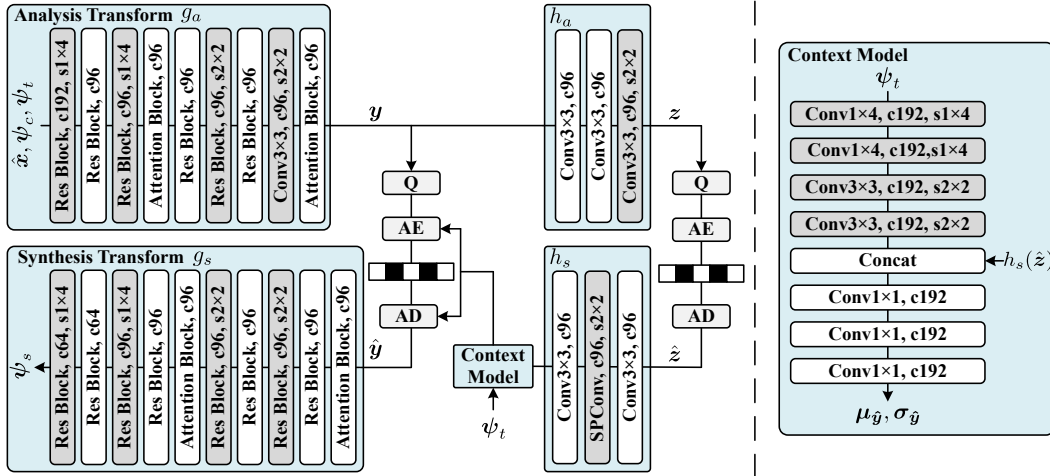 Analysis Transform g_a
x̂, ψ_c, ψ_t
Res Block, c192, s1×4
Res Block, c96
Res Block, c96, s1×4
Attention Block, c96
Res Block, c96
Res Block, c96, s2×2
Res Block, c96
Conv3×3, c96, s2×2
Attention Block, c96
y
h_a
Conv3×3, c96
Conv3×3, c96
Conv3×3, c96, s2×2
z
Q
AE
AD
Q
AE
AD
Synthesis Transform g_s
ψ_s
Res Block, c64, s1×4
Res Block, c64
Res Block, c96, s1×4
Res Block, c96
Attention Block, c96
Res Block, c96, s2×2
Res Block, c96
Res Block, c96, s2×2
Res Block, c96
Attention Block, c96
ŷ
Context
Model
ψ_t
h_s
Conv3×3, c96
SPConv, c96, s2×2
Conv3×3, c96
ẑ
Context Model
ψ_t
Conv1×4, c192, s1×4
Conv1×4, c192,s1×4
Conv3×3, c192, s2×2
Conv3×3, c192, s2×2
Concat
h_s(ẑ)
Conv1×1, c192
Conv1×1, c192
Conv1×1, c192
μ_ŷ, σ_ŷ